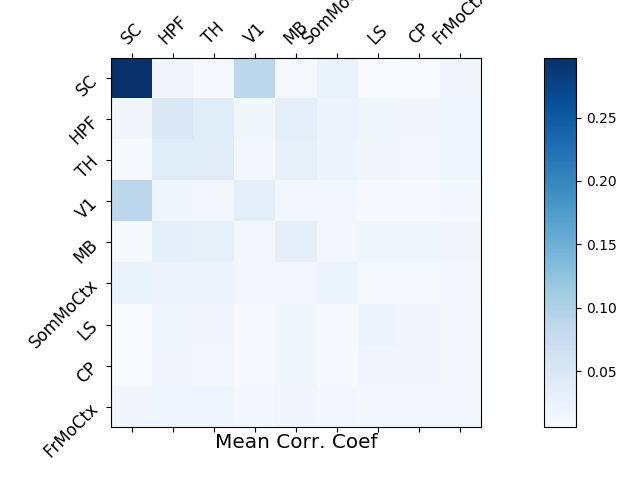 SC HPF TH V1 MB SomMoCtx LS CP FrMoCtx
SC
HPF
TH
V1
MB
SomMoCtx
LS
CP
FrMoCtx
Mean Corr. Coef
0.25
0.20
0.15
0.10
0.05